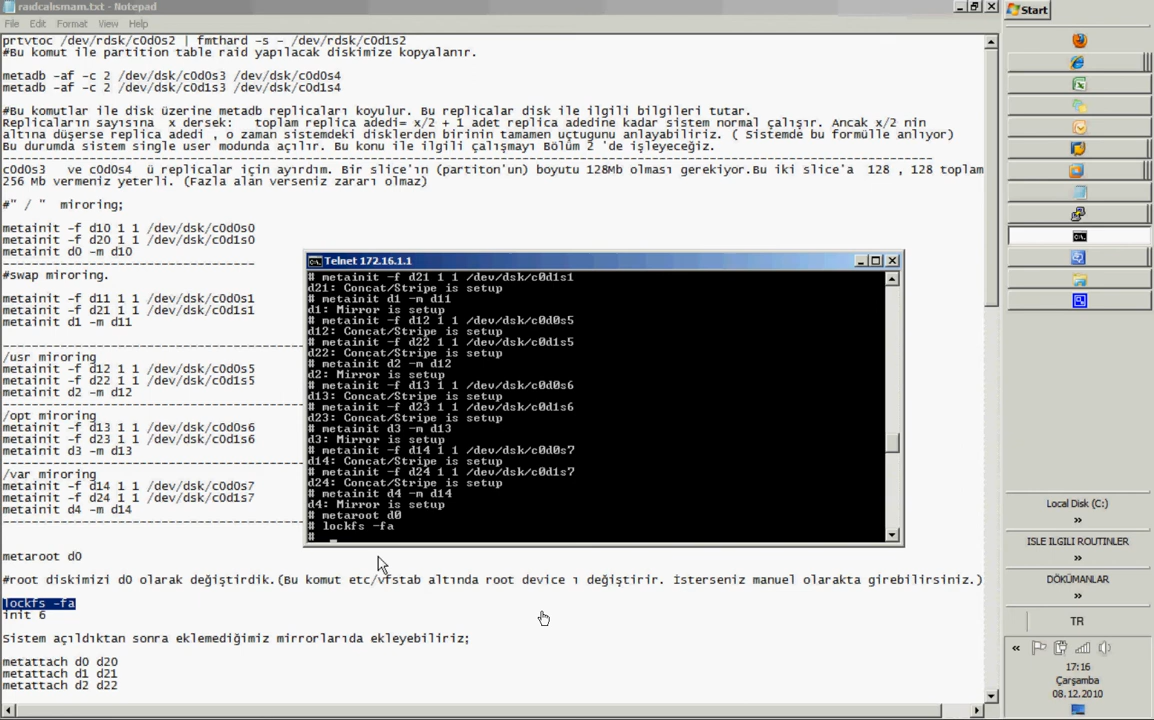 raidcalismam.txt - Notepad
File Edit Format View Help
prtvtoc /dev/rdsk/c0d0s2 | fmthard -s - /dev/rdsk/c0d1s2
#Bu komut ile partition table raid yapılacak diskimize kopyalanır.
metadb -af -c 2 /dev/dsk/c0d0s3 /dev/dsk/c0d0s4
metadb -af -c 2 /dev/dsk/c0d1s3 /dev/dsk/c0d1s4
#Bu komutlar ile disk üzerine metadb replicaları koyulur. Bu replicalar disk ile ilgili bilgileri tutar.
Replicaların sayısına x dersek: toplam replica adedi= x/2 + 1 adet replica adedine kadar sistem normal çalışır. Ancak x/2 nin
altına düşerse replica adedi , o zaman sistemdeki disklerden birinin tamamen uçtugunu anlayabiliriz. ( Sistemde bu formülle anlıyor)
Bu durumda sistem single user modunda açılır. Bu konu ile ilgili çalışmayı Bölüm 2 'de işleyeceğiz.
c0d0s3 ve c0d0s4 ü replicalar için ayırdım. Bir slice'ın (partiton'un) boyutu 128Mb olması gerekiyor.Bu iki slice'a 128 , 128 toplam
256 Mb vermeniz yeterli. (Fazla alan verseniz zararı olmaz)
#" / " miroring;
metainit -f d10 1 1 /dev/dsk/c0d0s0
metainit -f d20 1 1 /dev/dsk/c0d1s0
metainit d0 -m d10
#swap miroring.
metainit -f d11 1 1 /dev/dsk/c0d0s1
metainit -f d21 1 1 /dev/dsk/c0d1s1
metainit d1 -m d11
/usr miroring
metainit -f d12 1 1 /dev/dsk/c0d0s5
metainit -f d22 1 1 /dev/dsk/c0d1s5
metainit d2 -m d12
/opt miroring
metainit -f d13 1 1 /dev/dsk/c0d0s6
metainit -f d23 1 1 /dev/dsk/c0d1s6
metainit d3 -m d13
/var miroring
metainit -f d14 1 1 /dev/dsk/c0d0s7
metainit -f d24 1 1 /dev/dsk/c0d1s7
metainit d4 -m d14
metaroot d0
#root diskimizi d0 olarak değiştirdik.(Bu komut etc/vfstab altında root device ı değiştirir. İsterseniz manuel olarakta girebilirsiniz.)
lockfs -fa
init 6
Sistem açıldıktan sonra eklemediğimiz mirrorlarıda ekleyebiliriz;
metattach d0 d20
metattach d1 d21
metattach d2 d22
Telnet 172.16.1.1
# metainit -f d21 1 1 /dev/dsk/c0d1s1
d21: Concat/Stripe is setup
# metainit d1 -m d11
d1: Mirror is setup
# metainit -f d12 1 1 /dev/dsk/c0d0s5
d12: Concat/Stripe is setup
# metainit -f d22 1 1 /dev/dsk/c0d1s5
d22: Concat/Stripe is setup
# metainit d2 -m d12
d2: Mirror is setup
# metainit -f d13 1 1 /dev/dsk/c0d0s6
d13: Concat/Stripe is setup
# metainit -f d23 1 1 /dev/dsk/c0d1s6
d23: Concat/Stripe is setup
# metainit d3 -m d13
d3: Mirror is setup
# metainit -f d14 1 1 /dev/dsk/c0d0s7
d14: Concat/Stripe is setup
# metainit -f d24 1 1 /dev/dsk/c0d1s7
d24: Concat/Stripe is setup
# metainit d4 -m d14
d4: Mirror is setup
# metaroot d0
# lockfs -fa
# _
Start
Local Disk (C:)
»
ISLE ILGILI ROUTINLER
»
DÖKÜMANLAR
»
TR
«
17:16
Çarşamba
08.12.2010